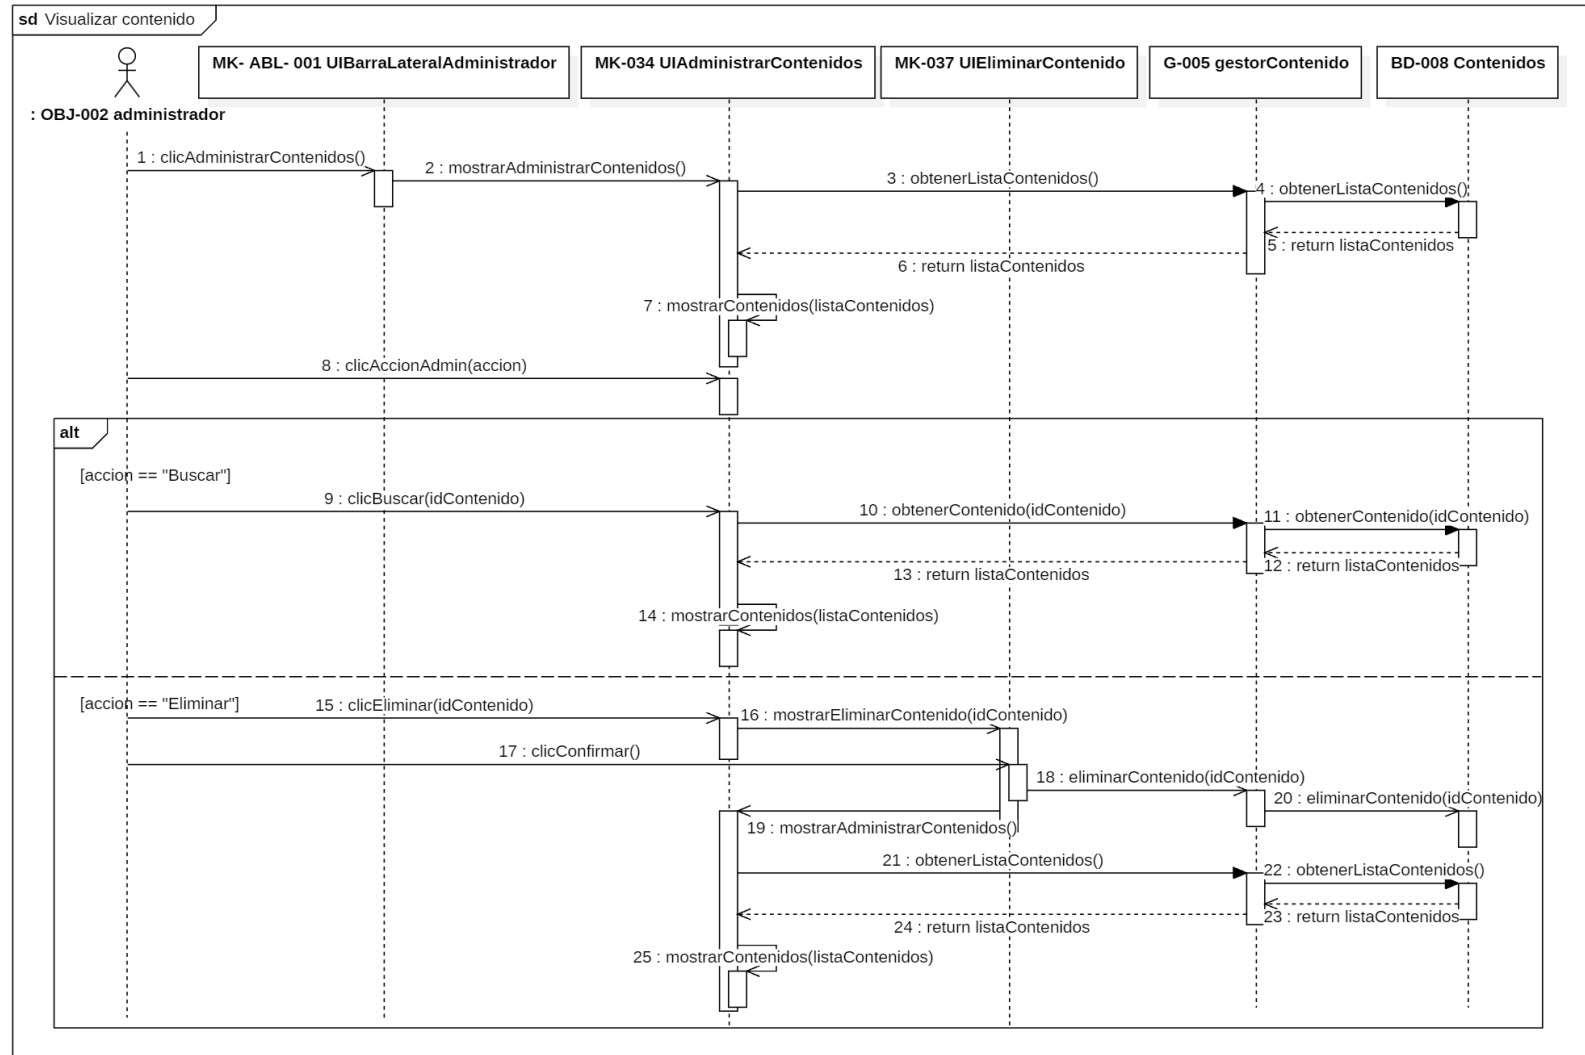 sd Visualizar contenido
MK- ABL- 001 UIBarraLateralAdministrador
MK-034 UIAdministrarContenidos
MK-037 UIEliminarContenido
G-005 gestorContenido
BD-008 Contenidos
: OBJ-002 administrador
1 : clicAdministrarContenidos()
2 : mostrarAdministrarContenidos()
3 : obtenerListaContenidos()
4 : obtenerListaContenidos()
5 : return listaContenidos
6 : return listaContenidos
7 : mostrarContenidos(listaContenidos)
8 : clicAccionAdmin(accion)
alt
[accion == "Buscar"]
9 : clicBuscar(idContenido)
10 : obtenerContenido(idContenido)
11 : obtenerContenido(idContenido)
12 : return listaContenidos
13 : return listaContenidos
14 : mostrarContenidos(listaContenidos)
[accion == "Eliminar"]
15 : clicEliminar(idContenido)
16 : mostrarEliminarContenido(idContenido)
17 : clicConfirmar()
18 : eliminarContenido(idContenido)
20 : eliminarContenido(idContenido)
19 : mostrarAdministrarContenidos()
21 : obtenerListaContenidos()
22 : obtenerListaContenidos()
23 : return listaContenidos
24 : return listaContenidos
25 : mostrarContenidos(listaContenidos)